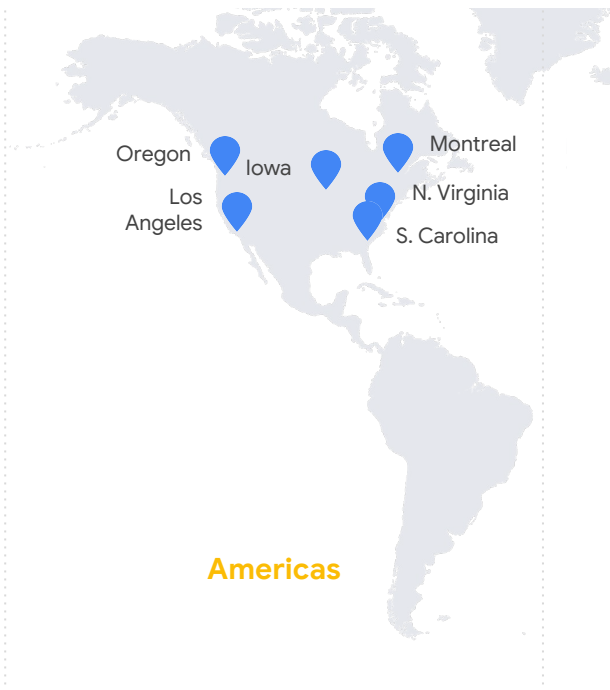 Montreal
Oregon
Iowa
N. Virginia
Los
Angeles
S. Carolina
Americas